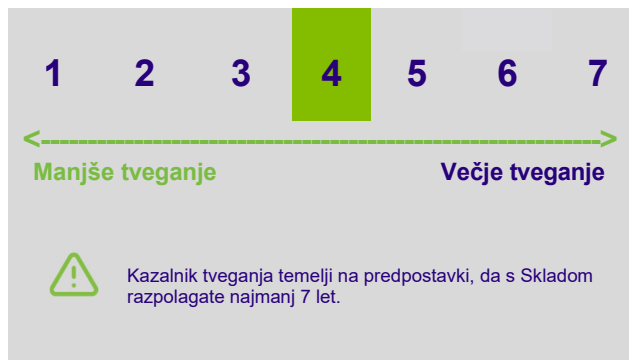 1 2 3 4 5 6 7
<-------------------------------------------------------------->
Manjše tveganje Večje tveganje
Kazalnik tveganja temelji na predpostavki, da s Skladom
razpolagate najmanj 7 let.